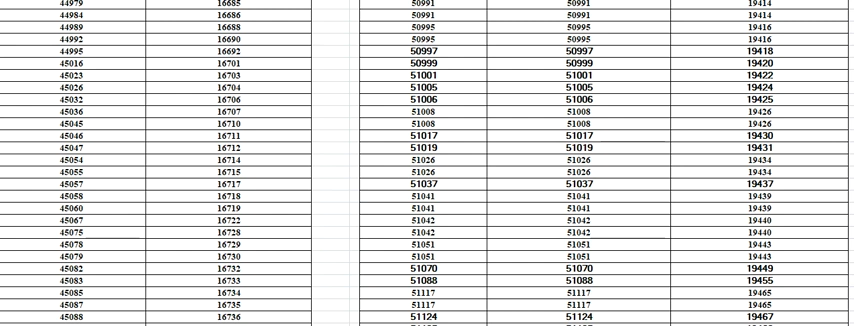 44979 16685 50991 50991 19414
44984 16686 50991 50991 19414
44989 16688 50995 50995 19416
44992 16690 50995 50995 19416
44995 16692 50997 50997 19418
45016 16701 50999 50999 19420
45023 16703 51001 51001 19422
45026 16704 51005 51005 19424
45032 16706 51006 51006 19425
45036 16707 51008 51008 19426
45045 16710 51008 51008 19426
45046 16711 51017 51017 19430
45047 16712 51019 51019 19431
45054 16714 51026 51026 19434
45055 16715 51026 51026 19434
45057 16717 51037 51037 19437
45058 16718 51041 51041 19439
45060 16719 51041 51041 19439
45067 16722 51042 51042 19440
45075 16728 51042 51042 19440
45078 16729 51051 51051 19443
45079 16730 51051 51051 19443
45082 16732 51070 51070 19449
45083 16733 51088 51088 19455
45085 16734 51117 51117 19465
45087 16735 51117 51117 19465
45088 16736 51124 51124 19467